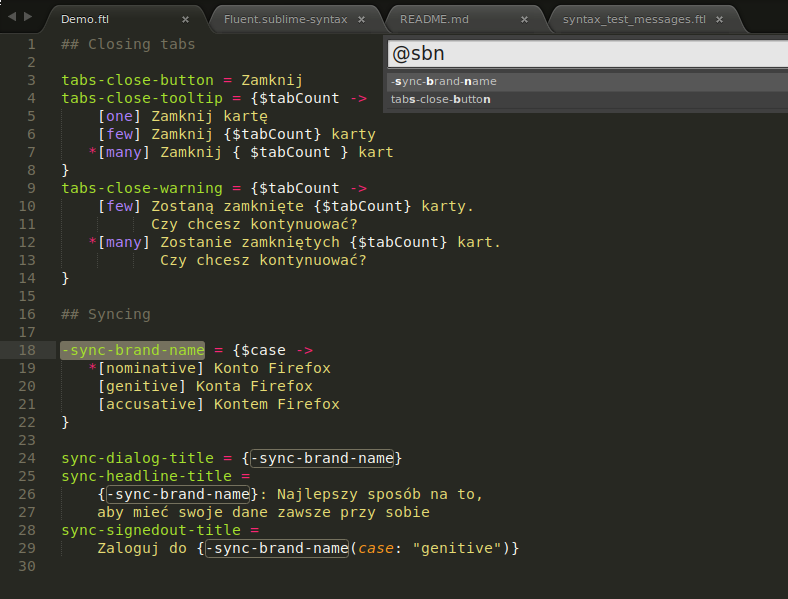 Demo.ftl × Fluent.sublime-syntax × README.md × syntax_test_messages.ftl ×
@sbn
-sync-brand-name
tabs-close-button
1 ## Closing tabs
2
3 tabs-close-button = Zamknij
4 tabs-close-tooltip = {$tabCount ->
5     [one] Zamknij kartę
6     [few] Zamknij {$tabCount} karty
7    *[many] Zamknij { $tabCount } kart
8 }
9 tabs-close-warning = {$tabCount ->
10     [few] Zostaną zamknięte {$tabCount} karty.
11           Czy chcesz kontynuować?
12    *[many] Zostanie zamkniętych {$tabCount} kart.
13            Czy chcesz kontynuować?
14 }
15
16 ## Syncing
17
18 -sync-brand-name = {$case ->
19    *[nominative] Konto Firefox
20     [genitive] Konta Firefox
21     [accusative] Kontem Firefox
22 }
23
24 sync-dialog-title = {-sync-brand-name}
25 sync-headline-title =
26     {-sync-brand-name}: Najlepszy sposób na to,
27     aby mieć swoje dane zawsze przy sobie
28 sync-signedout-title =
29     Zaloguj do {-sync-brand-name(case: "genitive")}
30